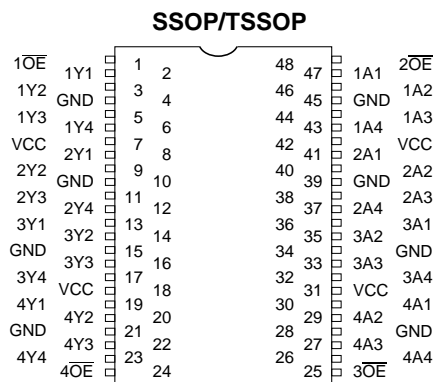 SSOP/TSSOP
1OE 1 48 2OE
1Y1 2 47 1A1
1Y2 3 46 1A2
GND 4 45 GND
1Y3 5 44 1A3
1Y4 6 43 1A4
VCC 7 42 VCC
2Y1 8 41 2A1
2Y2 9 40 2A2
GND 10 39 GND
2Y3 11 38 2A3
2Y4 12 37 2A4
3Y1 13 36 3A1
3Y2 14 35 3A2
GND 15 34 GND
3Y3 16 33 3A3
3Y4 17 32 3A4
VCC 18 31 VCC
4Y1 19 30 4A1
4Y2 20 29 4A2
GND 21 28 GND
4Y3 22 27 4A3
4Y4 23 26 4A4
4OE 24 25 3OE